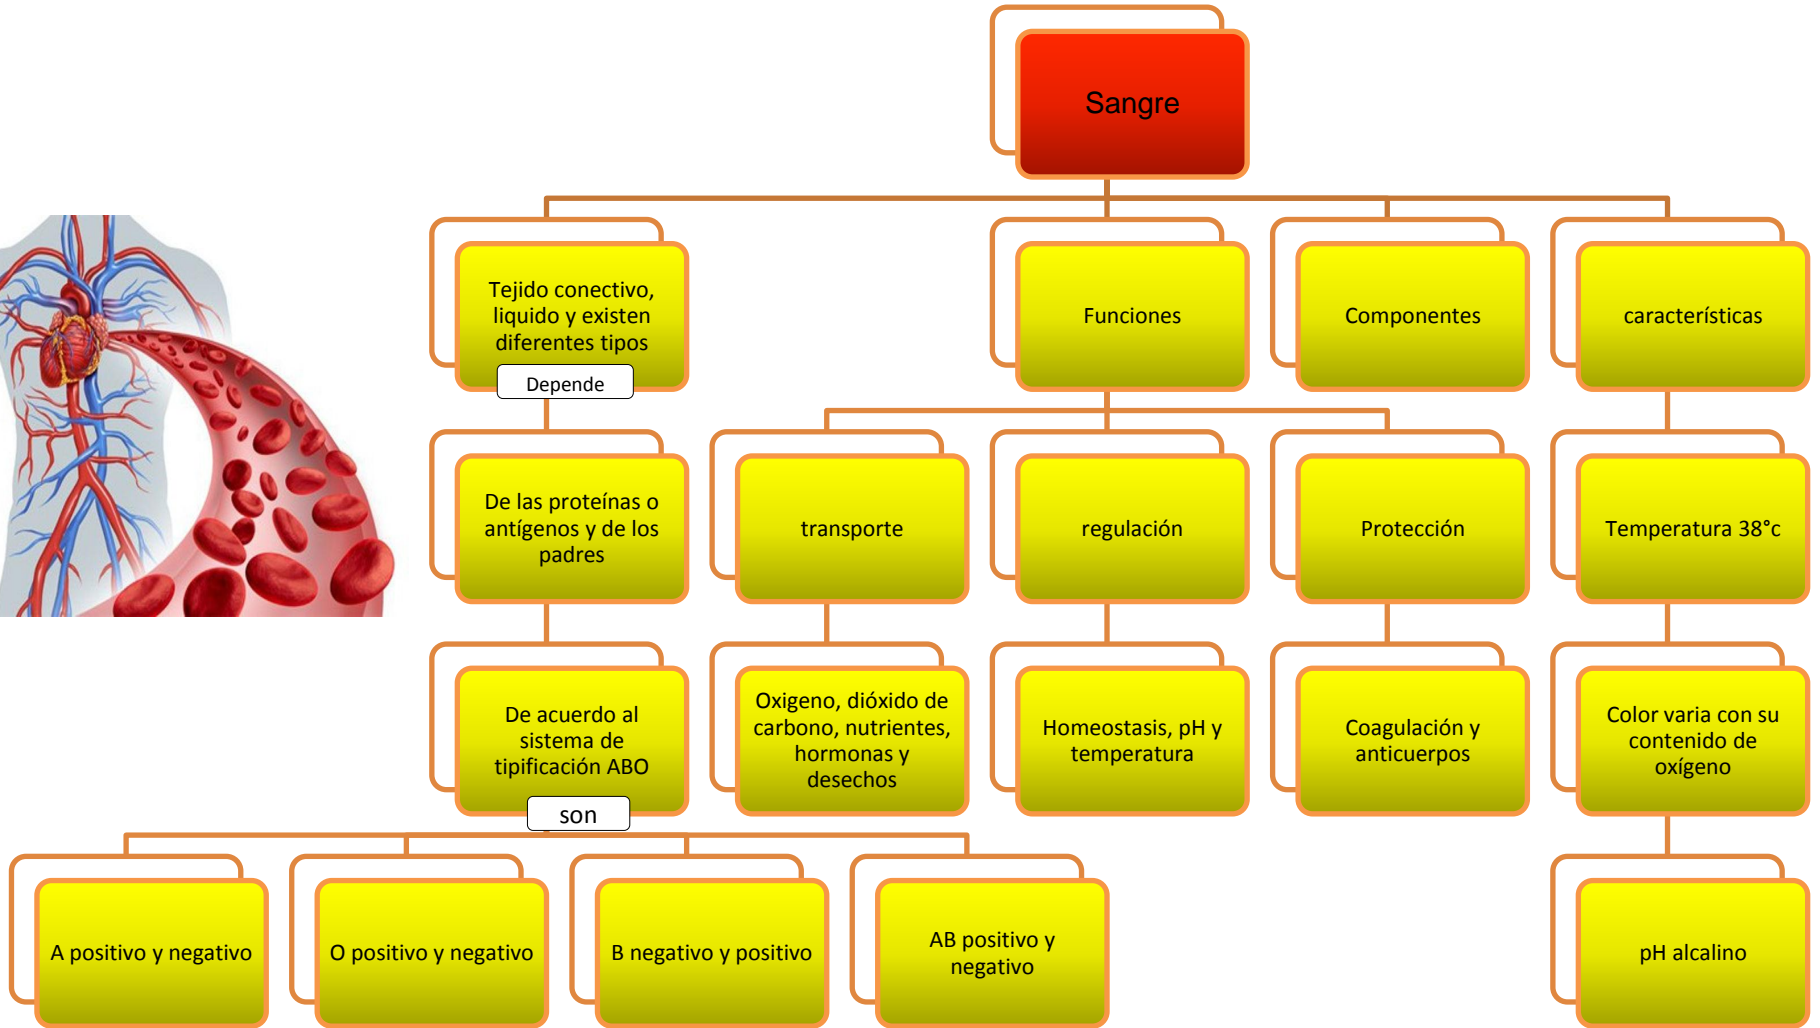 Sangre
Tejido conectivo,
liquido y existen
diferentes tipos
Depende
Funciones
Componentes
características
De las proteínas o
antígenos y de los
padres
transporte
regulación
Protección
Temperatura 38°c
De acuerdo al
sistema de
tipificación ABO
son
Oxigeno, dióxido de
carbono, nutrientes,
hormonas y
desechos
Homeostasis, pH y
temperatura
Coagulación y
anticuerpos
Color varia con su
contenido de
oxígeno
A positivo y negativo
O positivo y negativo
B negativo y positivo
AB positivo y
negativo
pH alcalino